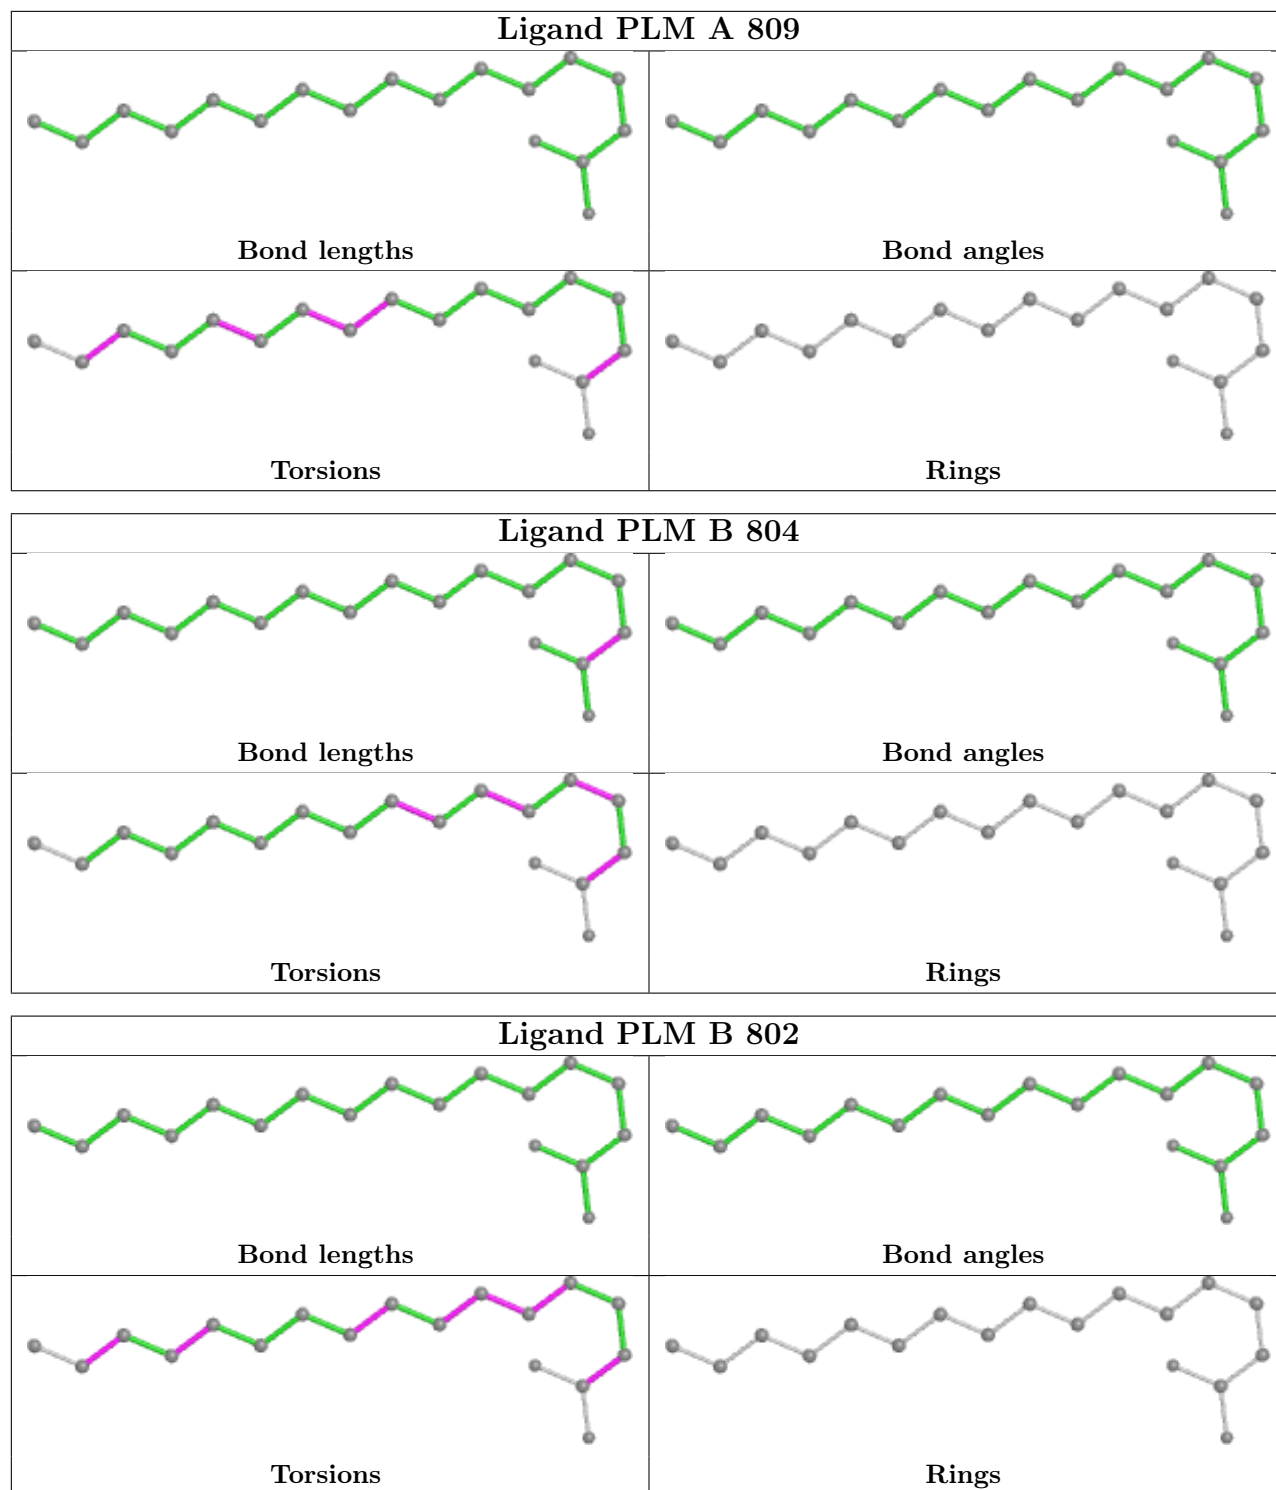 Ligand PLM A 809
Bond lengths
Bond angles
Torsions
Rings
Ligand PLM B 804
Bond lengths
Bond angles
Torsions
Rings
Ligand PLM B 802
Bond lengths
Bond angles
Torsions
Rings